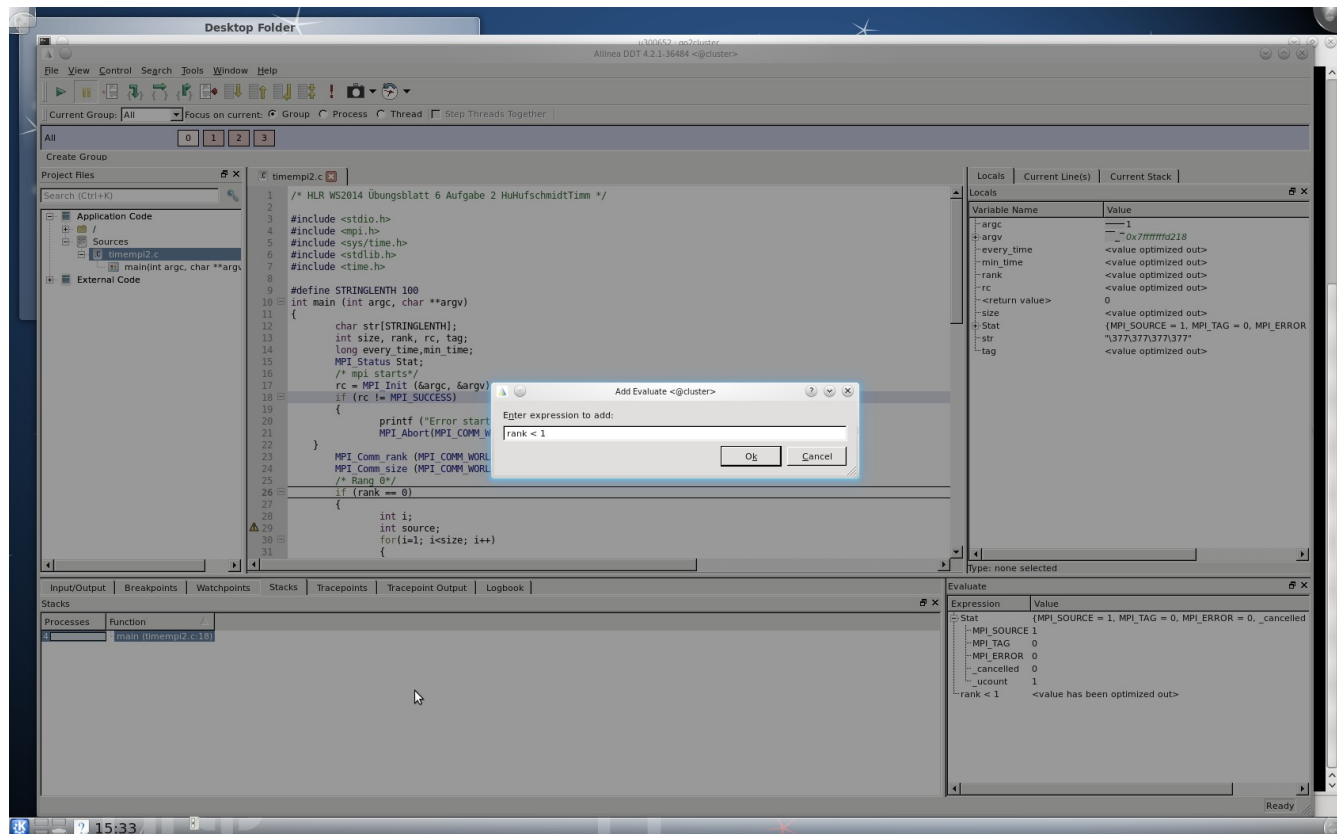 Desktop Folder
u300652 : go2cluster
Allinea DDT 4.2.1-36484 <@cluster>
File View Control Search Tools Window Help
Current Group: All Focus on current: Group Process Thread Step Threads Together
All 0 1 2 3
Create Group
Project Files
Search (Ctrl+K)
Application Code
/
Sources
timempi2.c
main(int argc, char **argv
External Code
timempi2.c
1 /* HLR WS2014 Übungsblatt 6 Aufgabe 2 HuHufschmidtTimm */
2
3 #include <stdio.h>
4 #include <mpi.h>
5 #include <sys/time.h>
6 #include <stdlib.h>
7 #include <time.h>
8
9 #define STRINGLENTH 100
10 int main (int argc, char **argv)
11 {
12 char str[STRINGLENTH];
13 int size, rank, rc, tag;
14 long every_time,min_time;
15 MPI_Status Stat;
16 /* mpi starts*/
17 rc = MPI_Init (&argc, &argv)
18 if (rc != MPI_SUCCESS)
19 {
20 printf ("Error start
21 MPI_Abort(MPI_COMM_W
22 }
23 MPI_Comm_rank (MPI_COMM_WORL
24 MPI_Comm_size (MPI_COMM_WORL
25 /* Rang 0*/
26 if (rank == 0)
27 {
28 int i;
29 int source;
30 for(i=1; i<size; i++)
31 {
Add Evaluate <@cluster>
Enter expression to add:
rank < 1
Ok Cancel
Locals Current Line(s) Current Stack
Locals
Variable Name Value
argc 1
argv 0x7fffffffd218
every_time <value optimized out>
min_time <value optimized out>
rank <value optimized out>
rc <value optimized out>
<return value> 0
size <value optimized out>
Stat {MPI_SOURCE = 1, MPI_TAG = 0, MPI_ERROR
str "\377\377\377\377"
tag <value optimized out>
Type: none selected
Input/Output Breakpoints Watchpoints Stacks Tracepoints Tracepoint Output Logbook
Stacks
Processes Function
4 main (timempi2.c:18)
Evaluate
Expression Value
Stat {MPI_SOURCE = 1, MPI_TAG = 0, MPI_ERROR = 0, _cancelled
MPI_SOURCE 1
MPI_TAG 0
MPI_ERROR 0
_cancelled 0
_ucount 1
rank < 1 <value has been optimized out>
Ready
15:33